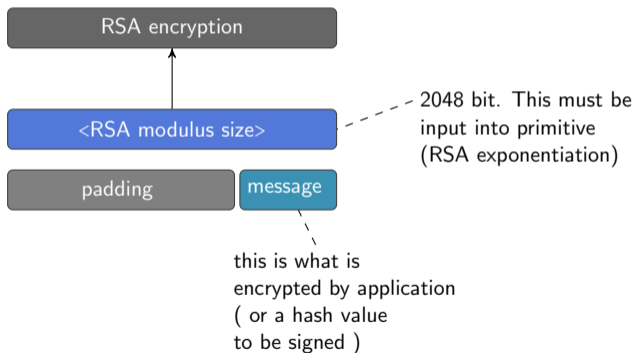 RSA encryption
<RSA modulus size>
2048 bit. This must be
input into primitive
(RSA exponentiation)
padding
message
this is what is
encrypted by application
( or a hash value
to be signed )